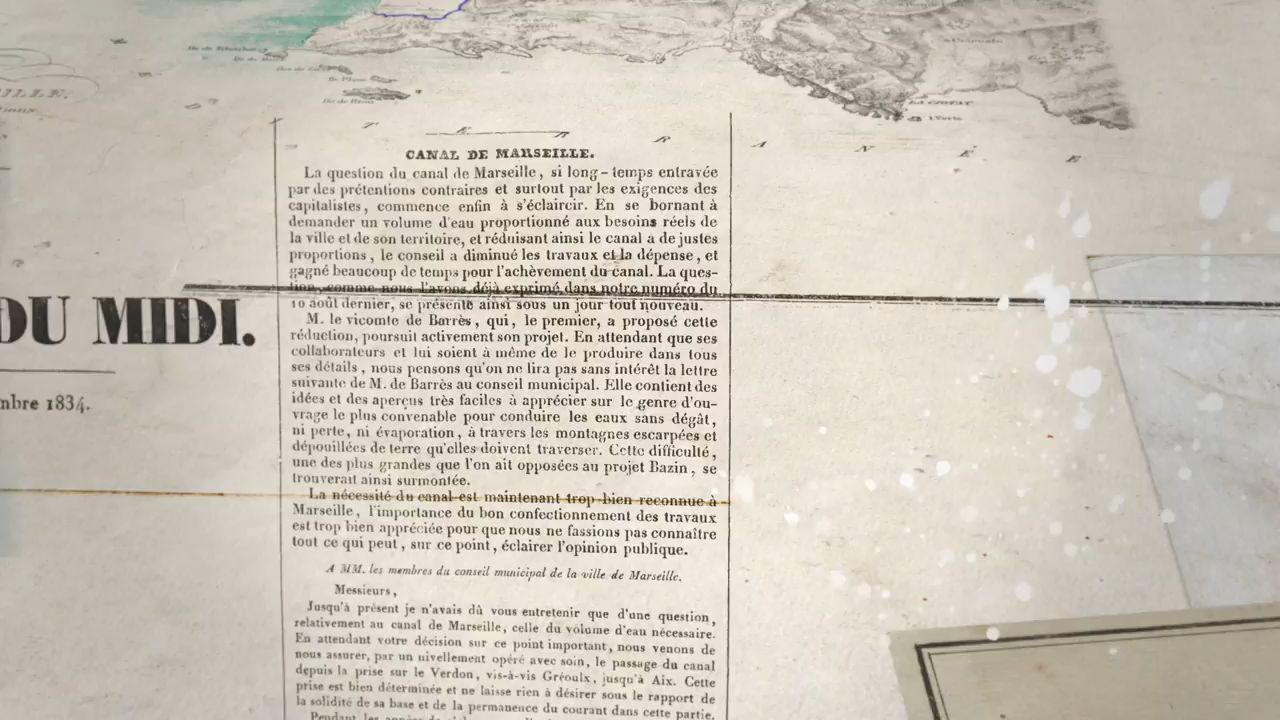 ILLE.
T E R R A N É E
LA CIOTAT
I. Verte
CANAL DE MARSEILLE.
La question du canal de Marseille, si long-temps entravée
par des prétentions contraires et surtout par les exigences des
capitalistes, commence enfin à s'éclaircir. En se bornant à
demander un volume d'eau proportionné aux besoins réels de
la ville et de son territoire, et réduisant ainsi le canal a de justes
proportions, le conseil a diminué les travaux et la dépense, et
gagné beaucoup de temps pour l'achèvement du canal. La ques-
tion, comme nous l'avons déjà exprimé dans notre numéro du
10 août dernier, se présente ainsi sous un jour tout nouveau.
M. le vicomte de Barrès, qui, le premier, a proposé cette
réduction, poursuit activement son projet. En attendant que ses
collaborateurs et lui soient à même de le produire dans tous
ses détails, nous pensons qu'on ne lira pas sans intérêt la lettre
suivante de M. de Barrès au conseil municipal. Elle contient des
idées et des aperçus très faciles à apprécier sur le genre d'ou-
vrage le plus convenable pour conduire les eaux sans dégât,
ni perte, ni évaporation, à travers les montagnes escarpées et
dépouillées de terre qu'elles doivent traverser. Cette difficulté,
une des plus grandes que l'on ait opposées au projet Bazin, se
trouverait ainsi surmontée.
La nécessité du canal est maintenant trop bien reconnue à
Marseille, l'importance du bon confectionnement des travaux
est trop bien appréciée pour que nous ne fassions pas connaître
tout ce qui peut, sur ce point, éclairer l'opinion publique.
A MM. les membres du conseil municipal de la ville de Marseille.
Messieurs,
Jusqu'à présent je n'avais dû vous entretenir que d'une question,
relativement au canal de Marseille, celle du volume d'eau nécessaire.
En attendant votre décision sur ce point important, nous venons de
nous assurer, par un nivellement opéré avec soin, le passage du canal
depuis la prise sur le Verdon, vis-à-vis Gréoulx, jusqu'à Aix. Cette
prise est bien déterminée et ne laisse rien à désirer sous le rapport de
la solidité de sa base et de la permanence du courant dans cette partie.
DU MIDI.
mbre 1834.